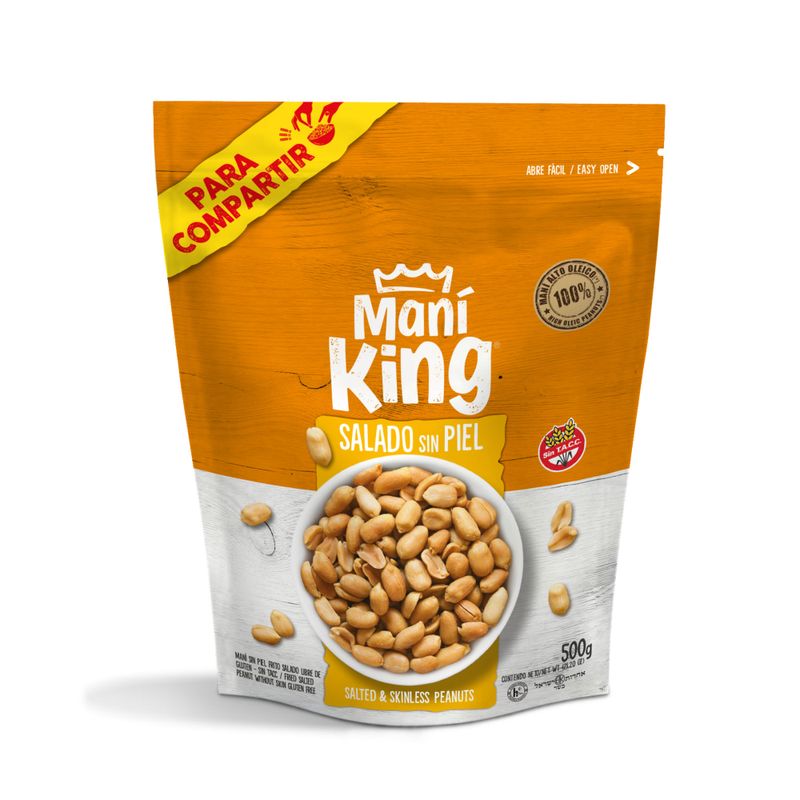 PARA
COMPARTIR
ABRE FÁCIL / EASY OPEN >
MANÍ ALTO OLEICO(*)
100%
HIGH OLEIC PEANUTS(*)
Maní
King®
SALADO SIN PIEL
Sin T.A.C.C.
MANÍ SIN PIEL FRITO SALADO LIBRE DE
GLUTEN - SIN TACC / FRIED SALTED
PEANUT WITHOUT SKIN GLUTEN FREE
SALTED & SKINLESS PEANUTS
500g
CONTENIDO NETO/NET WT